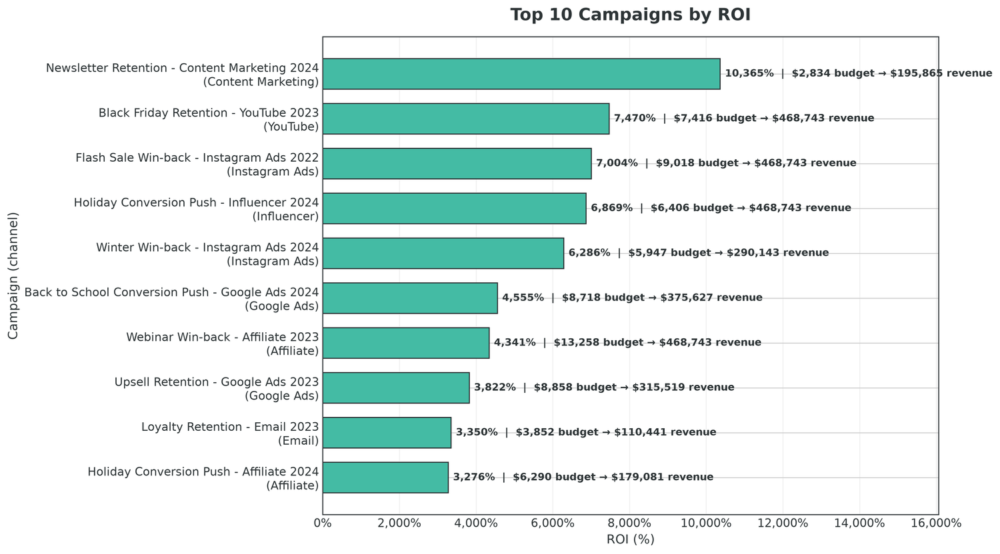 Top 10 Campaigns by ROI
Newsletter Retention - Content Marketing 2024
(Content Marketing)
10,365% | $2,834 budget → $195,865 revenue
Black Friday Retention - YouTube 2023
(YouTube)
7,470% | $7,416 budget → $468,743 revenue
Flash Sale Win-back - Instagram Ads 2022
(Instagram Ads)
7,004% | $9,018 budget → $468,743 revenue
Holiday Conversion Push - Influencer 2024
(Influencer)
6,869% | $6,406 budget → $468,743 revenue
Winter Win-back - Instagram Ads 2024
(Instagram Ads)
6,286% | $5,947 budget → $290,143 revenue
Back to School Conversion Push - Google Ads 2024
(Google Ads)
4,555% | $8,718 budget → $375,627 revenue
Webinar Win-back - Affiliate 2023
(Affiliate)
4,341% | $13,258 budget → $468,743 revenue
Upsell Retention - Google Ads 2023
(Google Ads)
3,822% | $8,858 budget → $315,519 revenue
Loyalty Retention - Email 2023
(Email)
3,350% | $3,852 budget → $110,441 revenue
Holiday Conversion Push - Affiliate 2024
(Affiliate)
3,276% | $6,290 budget → $179,081 revenue
Campaign (channel)
0% 2,000% 4,000% 6,000% 8,000% 10,000% 12,000% 14,000% 16,000%
ROI (%)